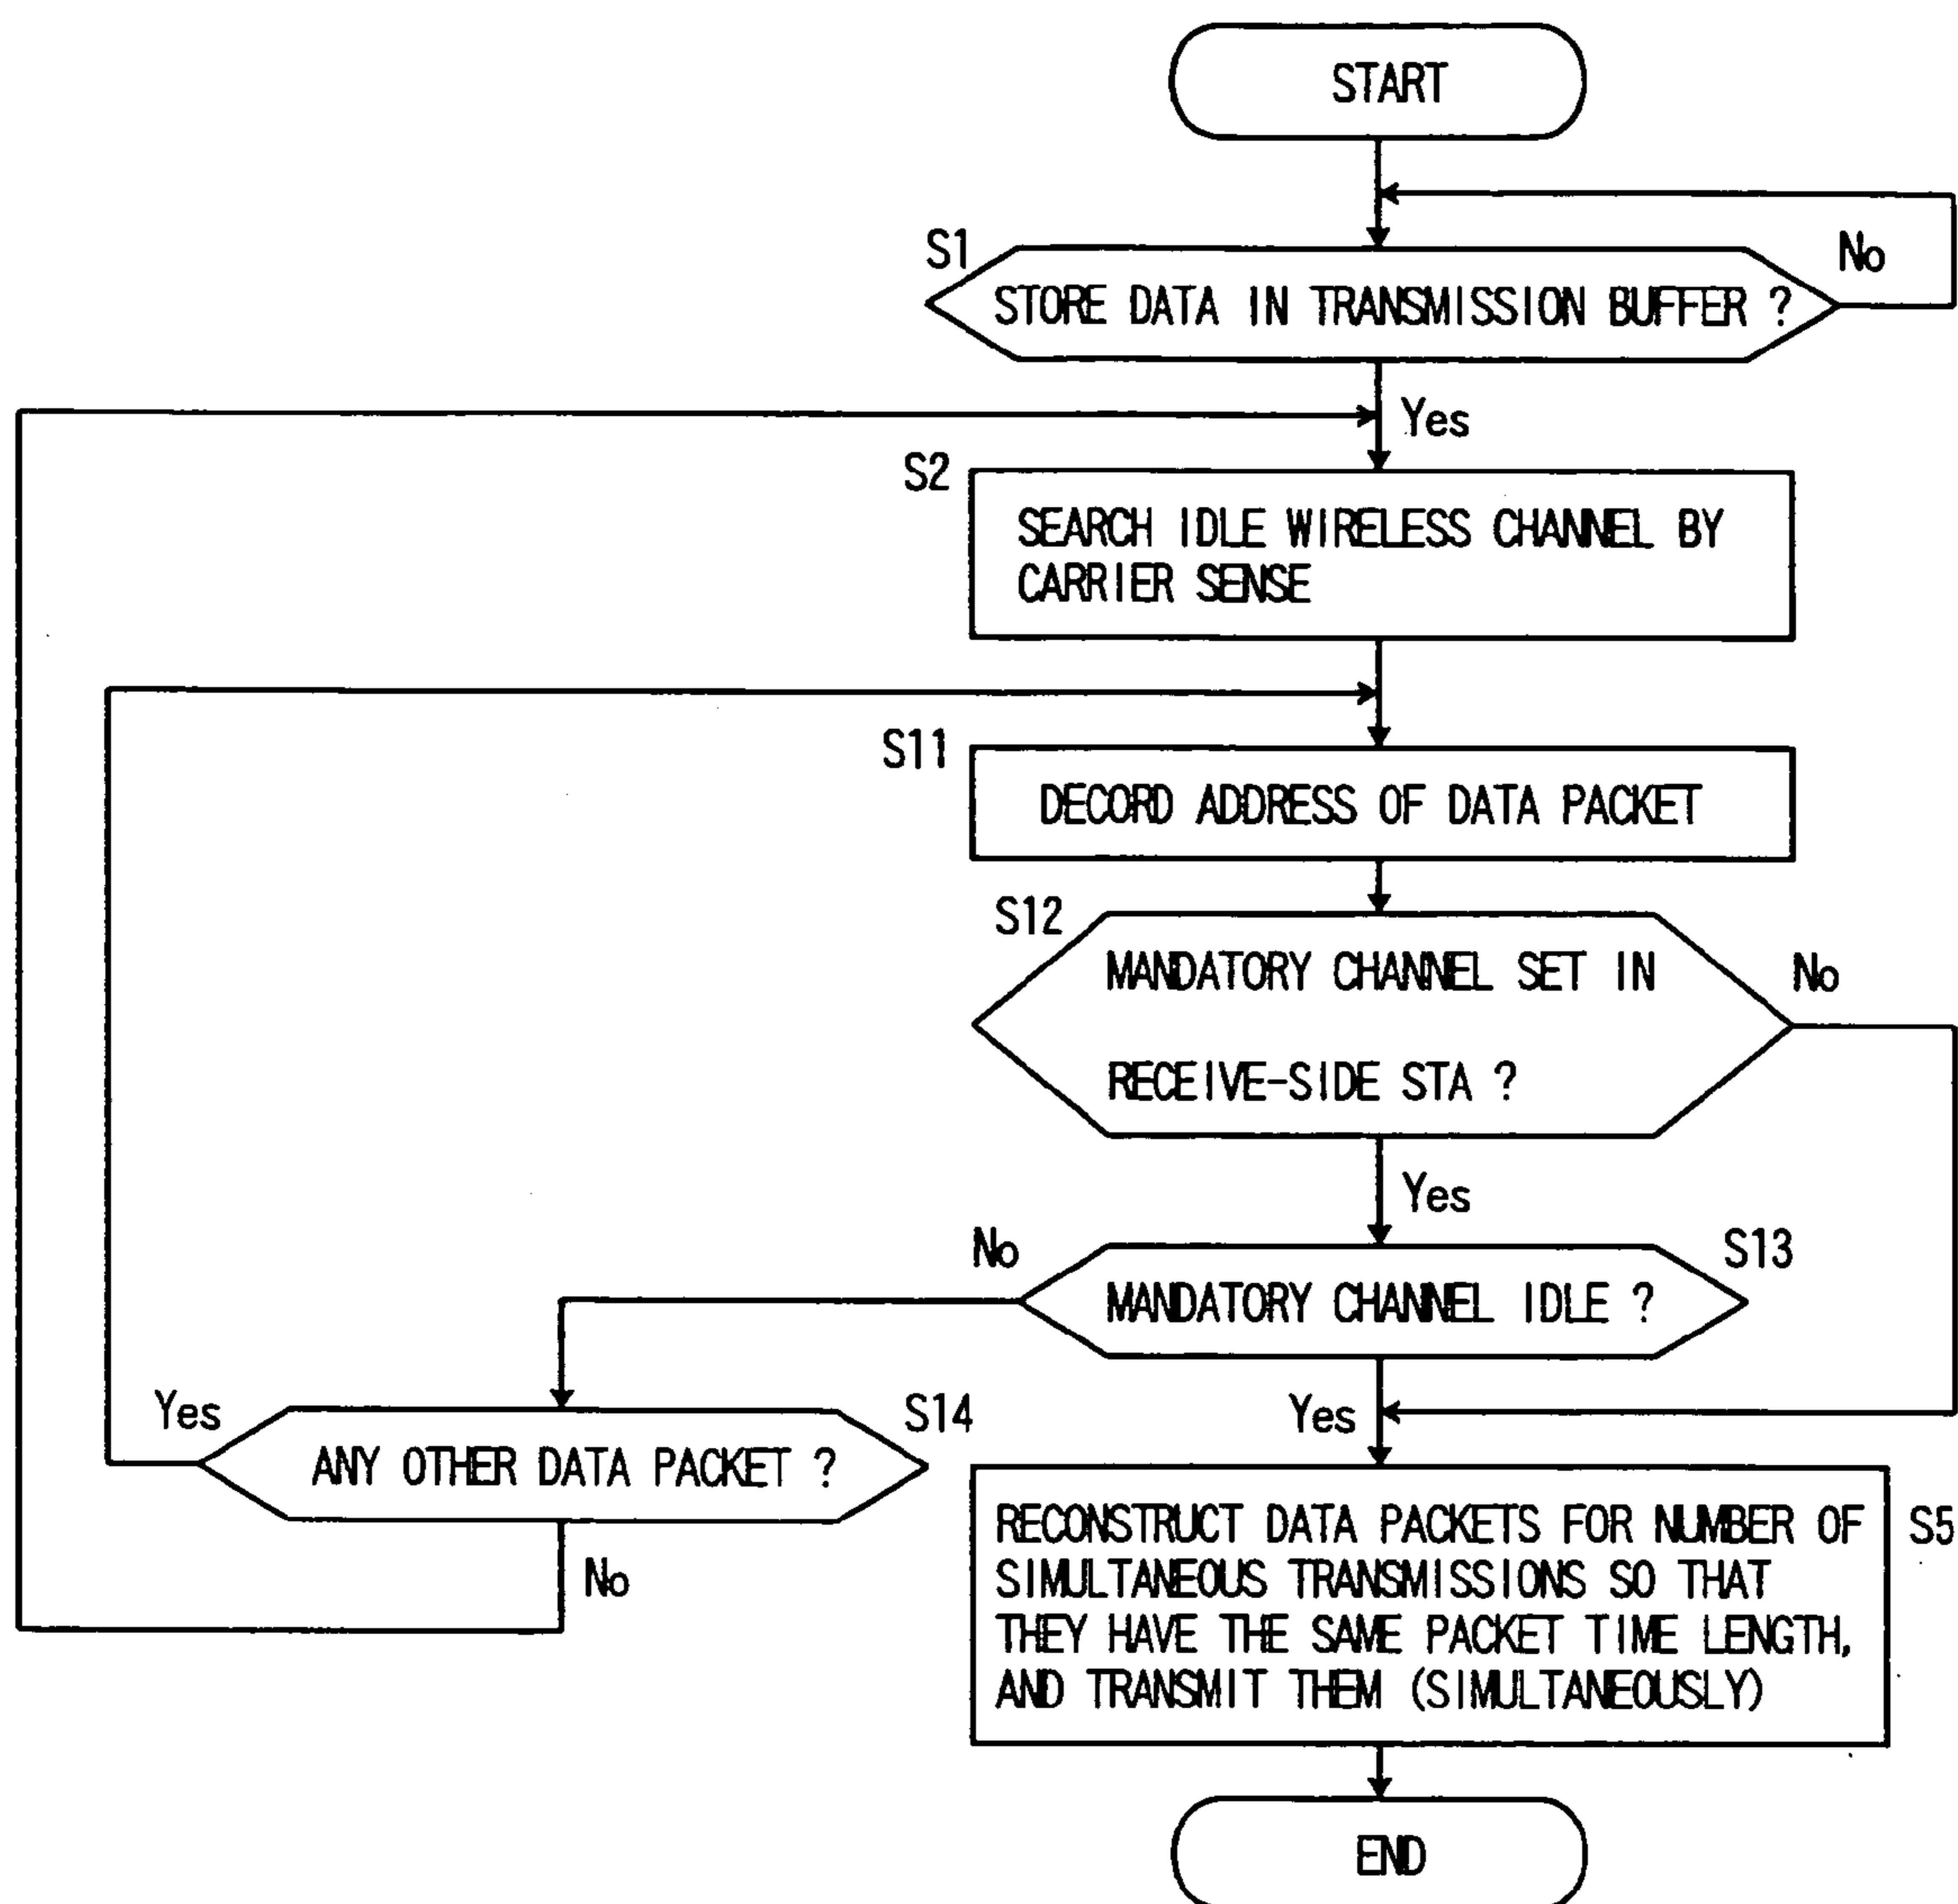 START
S1
No
STORE DATA IN TRANSMISSION BUFFER ?
Yes
S2
SEARCH IDLE WIRELESS CHANNEL BY
CARRIER SENSE
S11
DECORD ADDRESS OF DATA PACKET
S12
MANDATORY CHANNEL SET IN
RECEIVE-SIDE STA ?
No
Yes
No
S13
MANDATORY CHANNEL IDLE ?
Yes
S14
Yes
ANY OTHER DATA PACKET ?
No
RECONSTRUCT DATA PACKETS FOR NUMBER OF
SIMULTANEOUS TRANSMISSIONS SO THAT
THEY HAVE THE SAME PACKET TIME LENGTH,
AND TRANSMIT THEM (SIMULTANEOUSLY)
S5
END